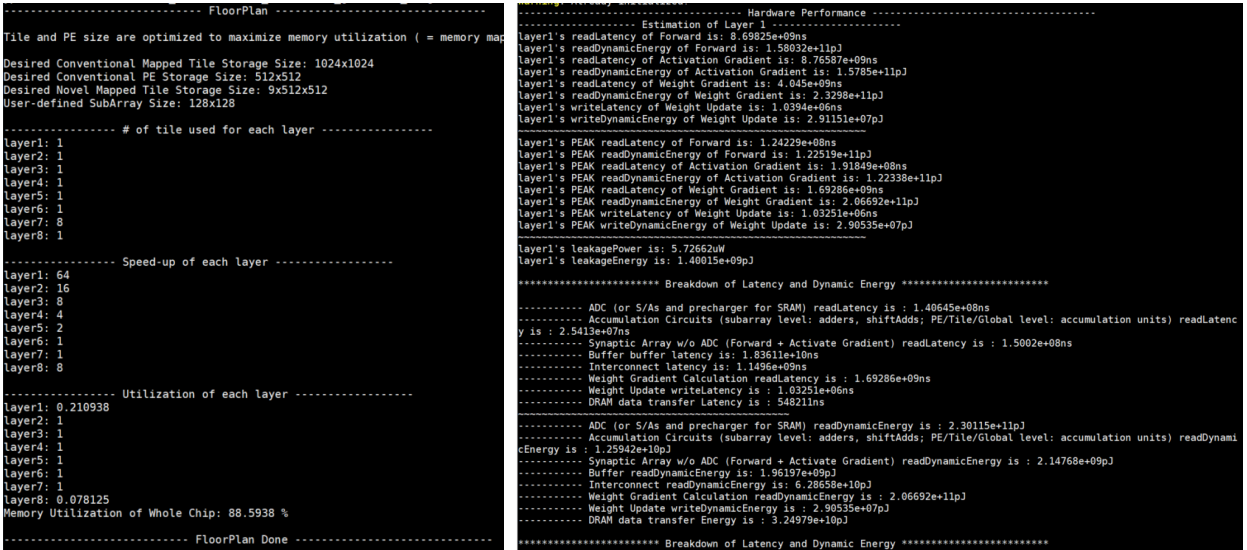 --------------------------- FloorPlan --------------------------------
Tile and PE size are optimized to maximize memory utilization ( = memory map
Desired Conventional Mapped Tile Storage Size: 1024x1024
Desired Conventional PE Storage Size: 512x512
Desired Novel Mapped Tile Storage Size: 9x512x512
User-defined SubArray Size: 128x128
----------------- # of tile used for each layer -----------------
layer1: 1
layer2: 1
layer3: 1
layer4: 1
layer5: 1
layer6: 1
layer7: 8
layer8: 1
----------------- Speed-up of each layer ------------------
layer1: 64
layer2: 16
layer3: 8
layer4: 4
layer5: 2
layer6: 1
layer7: 1
layer8: 8
----------------- Utilization of each layer ------------------
layer1: 0.210938
layer2: 1
layer3: 1
layer4: 1
layer5: 1
layer6: 1
layer7: 1
layer8: 0.078125
Memory Utilization of Whole Chip: 88.5938 %
---------------------------- FloorPlan Done ------------------------------
------------------------------------ Hardware Performance ------------------------------------
-------------------- Estimation of Layer 1 ----------------------
layer1's readLatency of Forward is: 8.69825e+09ns
layer1's readDynamicEnergy of Forward is: 1.58032e+11pJ
layer1's readLatency of Activation Gradient is: 8.76587e+09ns
layer1's readDynamicEnergy of Activation Gradient is: 1.5785e+11pJ
layer1's readLatency of Weight Gradient is: 4.045e+09ns
layer1's readDynamicEnergy of Weight Gradient is: 2.3298e+11pJ
layer1's writeLatency of Weight Update is: 1.0394e+06ns
layer1's writeDynamicEnergy of Weight Update is: 2.91151e+07pJ
~~~~~~~~~~~~~~~~~~~~~~~~~~~~~~~~~~~~~~~~~~~~~~~~~~~~~~~~~~~
layer1's PEAK readLatency of Forward is: 1.24229e+08ns
layer1's PEAK readDynamicEnergy of Forward is: 1.22519e+11pJ
layer1's PEAK readLatency of Activation Gradient is: 1.91849e+08ns
layer1's PEAK readDynamicEnergy of Activation Gradient is: 1.22338e+11pJ
layer1's PEAK readLatency of Weight Gradient is: 1.69286e+09ns
layer1's PEAK readDynamicEnergy of Weight Gradient is: 2.06692e+11pJ
layer1's PEAK writeLatency of Weight Update is: 1.03251e+06ns
layer1's PEAK writeDynamicEnergy of Weight Update is: 2.90535e+07pJ
~~~~~~~~~~~~~~~~~~~~~~~~~~~~~~~~~~~~~~~~~~~~~~~~~~~~~~~~~~~
layer1's leakagePower is: 5.72662uW
layer1's leakageEnergy is: 1.40015e+09pJ
************************ Breakdown of Latency and Dynamic Energy *************************
----------- ADC (or S/As and precharger for SRAM) readLatency is : 1.40645e+08ns
----------- Accumulation Circuits (subarray level: adders, shiftAdds; PE/Tile/Global level: accumulation units) readLatenc
y is : 2.5413e+07ns
----------- Synaptic Array w/o ADC (Forward + Activate Gradient) readLatency is : 1.5002e+08ns
----------- Buffer buffer latency is: 1.83611e+10ns
----------- Interconnect latency is: 1.1496e+09ns
----------- Weight Gradient Calculation readLatency is : 1.69286e+09ns
----------- Weight Update writeLatency is : 1.03251e+06ns
----------- DRAM data transfer Latency is : 548211ns
~~~~~~~~~~~~~~~~~~~~~~~~~~~~~~~~~~~~~~~~~~~~~~
----------- ADC (or S/As and precharger for SRAM) readDynamicEnergy is : 2.30115e+11pJ
----------- Accumulation Circuits (subarray level: adders, shiftAdds; PE/Tile/Global level: accumulation units) readDynami
cEnergy is : 1.25942e+10pJ
----------- Synaptic Array w/o ADC (Forward + Activate Gradient) readDynamicEnergy is : 2.14768e+09pJ
----------- Buffer readDynamicEnergy is: 1.96197e+09pJ
----------- Interconnect readDynamicEnergy is: 6.28658e+10pJ
----------- Weight Gradient Calculation readDynamicEnergy is : 2.06692e+11pJ
----------- Weight Update writeDynamicEnergy is : 2.90535e+07pJ
----------- DRAM data transfer Energy is : 3.24979e+10pJ
************************ Breakdown of Latency and Dynamic Energy *************************